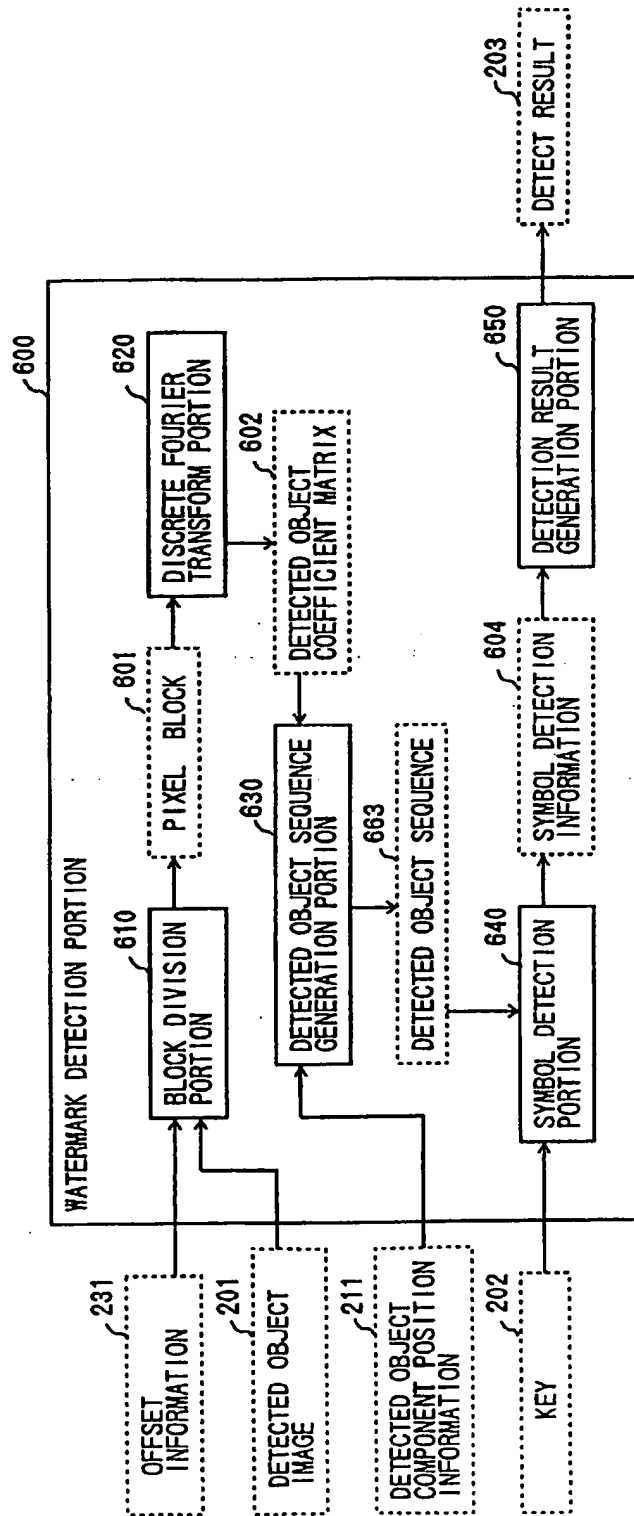 600
WATERMARK DETECTION PORTION
231
OFFSET
INFORMATION
201
DETECTED OBJECT
IMAGE
610
BLOCK DIVISION
PORTION
601
PIXEL BLOCK
620
DISCRETE FOURIER
TRANSFORM PORTION
602
DETECTED OBJECT
COEFFICIENT MATRIX
211
DETECTED OBJECT
COMPONENT POSITION
INFORMATION
630
DETECTED OBJECT SEQUENCE
GENERATION PORTION
663
DETECTED OBJECT SEQUENCE
202
KEY
640
SYMBOL DETECTION
PORTION
604
SYMBOL DETECTION
INFORMATION
650
DETECTION RESULT
GENERATION PORTION
203
DETECT RESULT